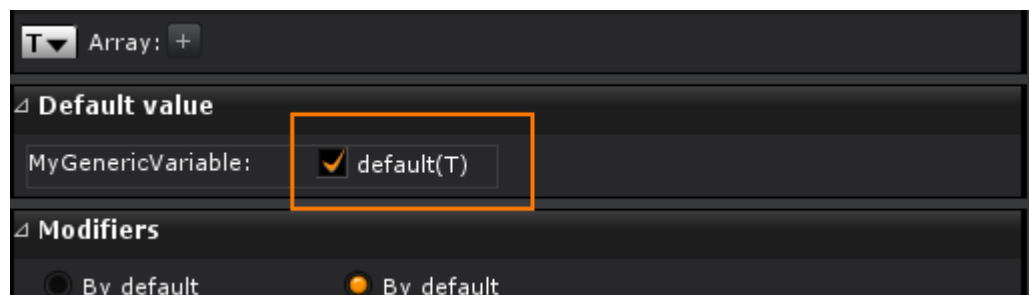 T Array: +
Default value
MyGenericVariable: default(T)
Modifiers
By default By default